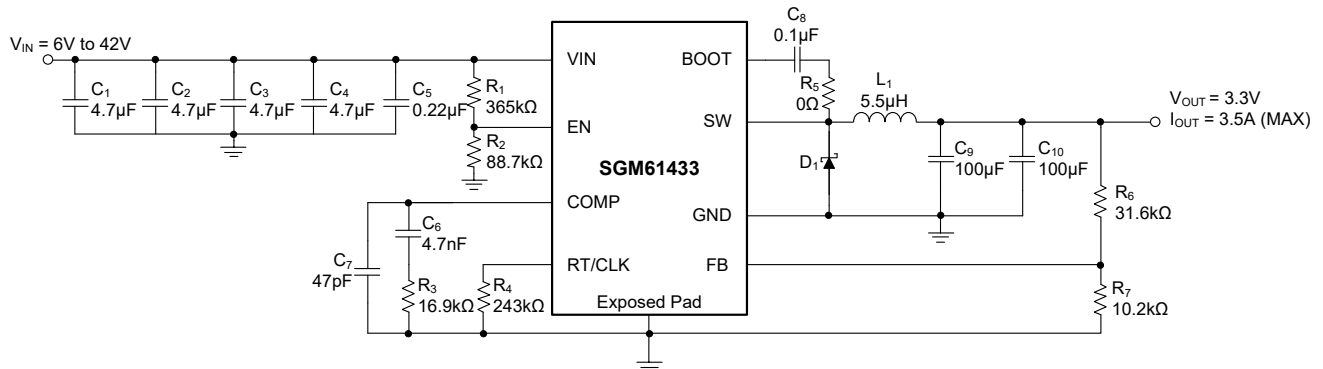 V_IN = 6V to 42V
C1
4.7μF
C2
4.7μF
C3
4.7μF
C4
4.7μF
C5
0.22μF
R1
365kΩ
R2
88.7kΩ
VIN
EN
COMP
RT/CLK
SGM61433
Exposed Pad
BOOT
SW
GND
FB
C8
0.1μF
R5
0Ω
L1
5.5μH
D1
C9
100μF
C10
100μF
VOUT = 3.3V
IOUT = 3.5A (MAX)
R6
31.6kΩ
R7
10.2kΩ
C6
4.7nF
C7
47pF
R3
16.9kΩ
R4
243kΩ